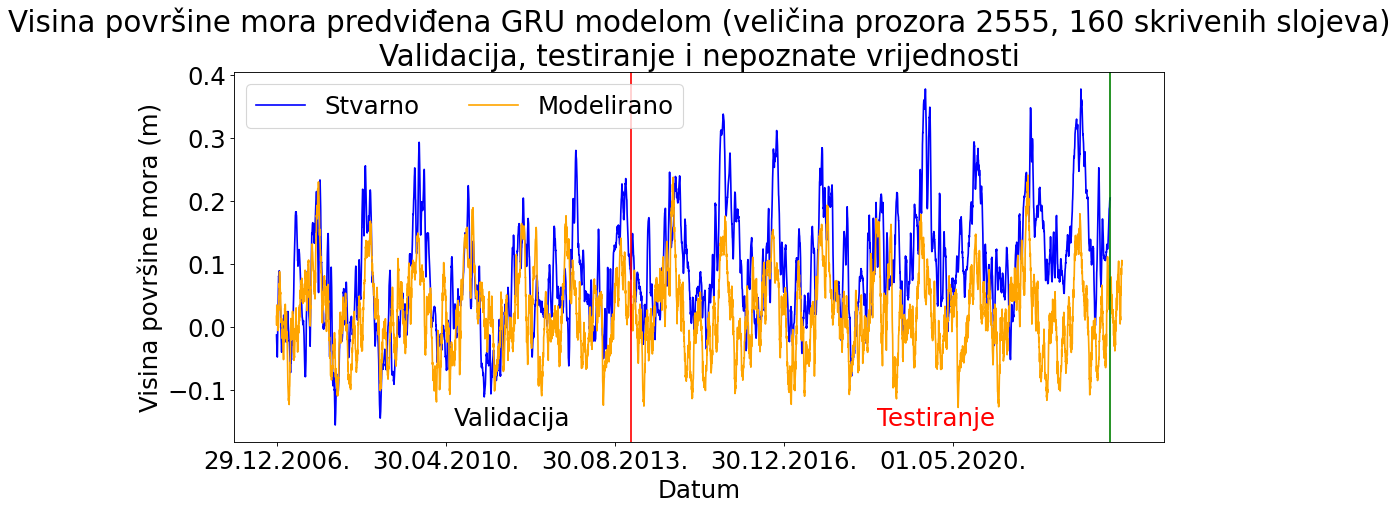 Visina površine mora predviđena GRU modelom (veličina prozora 2555, 160 skrivenih slojeva)
Validacija, testiranje i nepoznate vrijednosti
Stvarno
Modelirano
Visina površine mora (m)
0.4
0.3
0.2
0.1
0.0
−0.1
Validacija
Testiranje
29.12.2006.
30.04.2010.
30.08.2013.
30.12.2016.
01.05.2020.
Datum